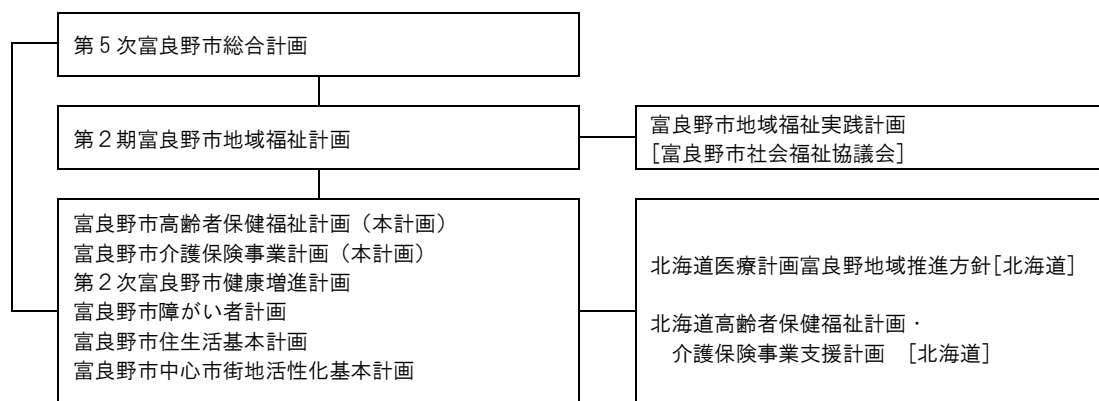 第5次富良野市総合計画
第2期富良野市地域福祉計画
富良野市地域福祉実践計画
[富良野市社会福祉協議会]
富良野市高齢者保健福祉計画(本計画)
富良野市介護保険事業計画(本計画)
第2次富良野市健康増進計画
富良野市障がい者計画
富良野市住生活基本計画
富良野市中心市街地活性化基本計画
北海道医療計画富良野地域推進方針[北海道]
北海道高齢者保健福祉計画・
介護保険事業支援計画 [北海道]